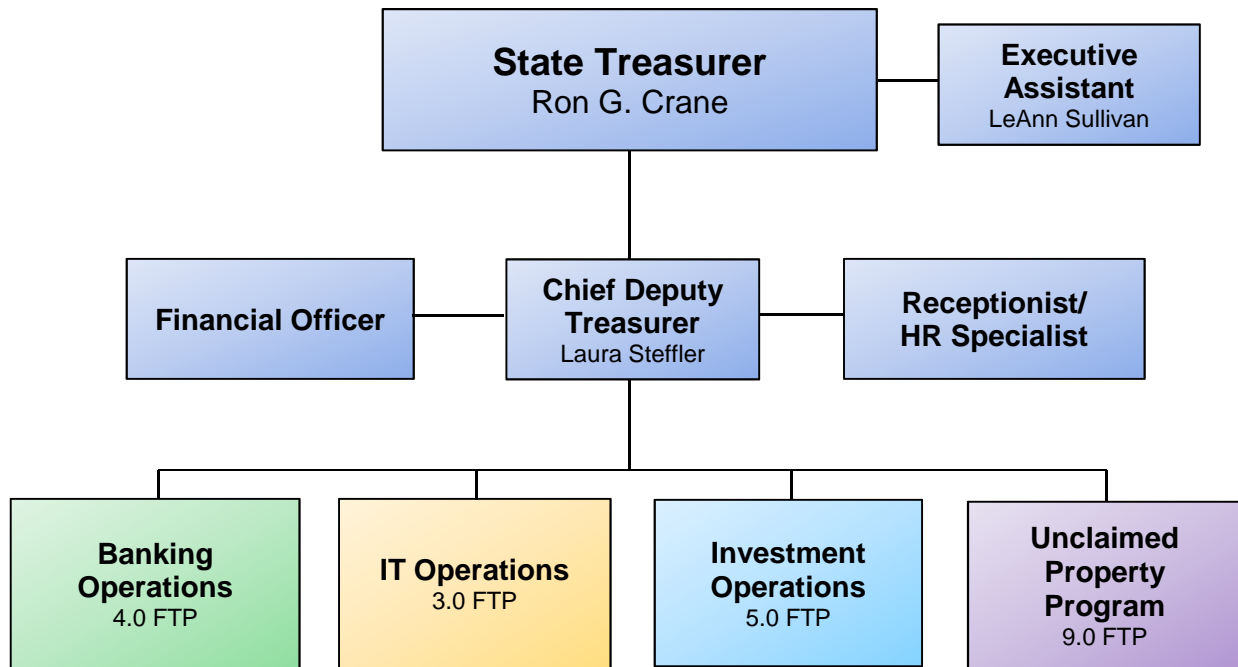 State Treasurer
Ron G. Crane
Executive
Assistant
LeAnn Sullivan
Financial Officer
Chief Deputy
Treasurer
Laura Steffler
Receptionist/
HR Specialist
Banking
Operations
4.0 FTP
IT Operations
3.0 FTP
Investment
Operations
5.0 FTP
Unclaimed
Property
Program
9.0 FTP